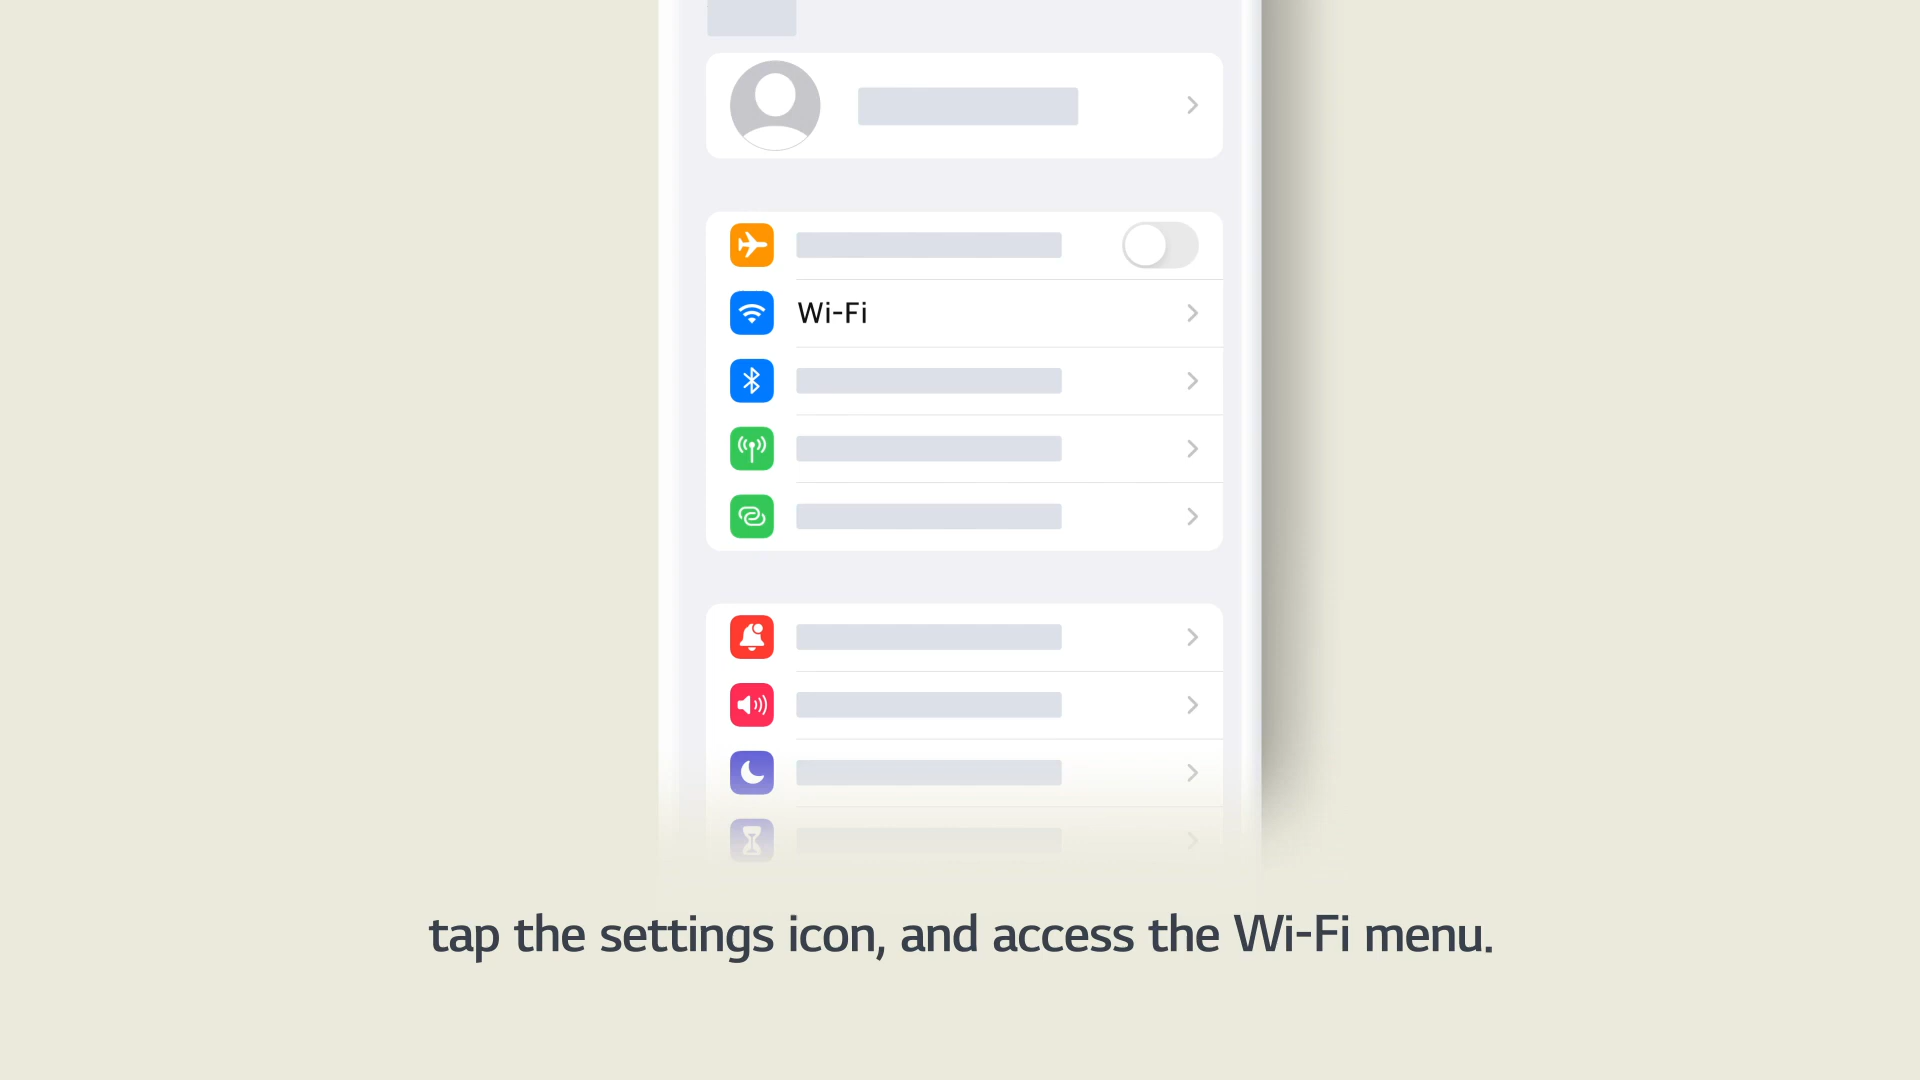 Wi-Fi
tap the settings icon, and access the Wi-Fi menu.